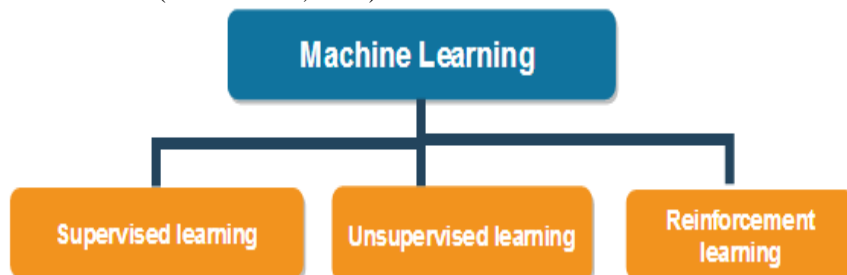 Machine Learning
Supervised learning
Unsupervised learning
Reinforcement
learning